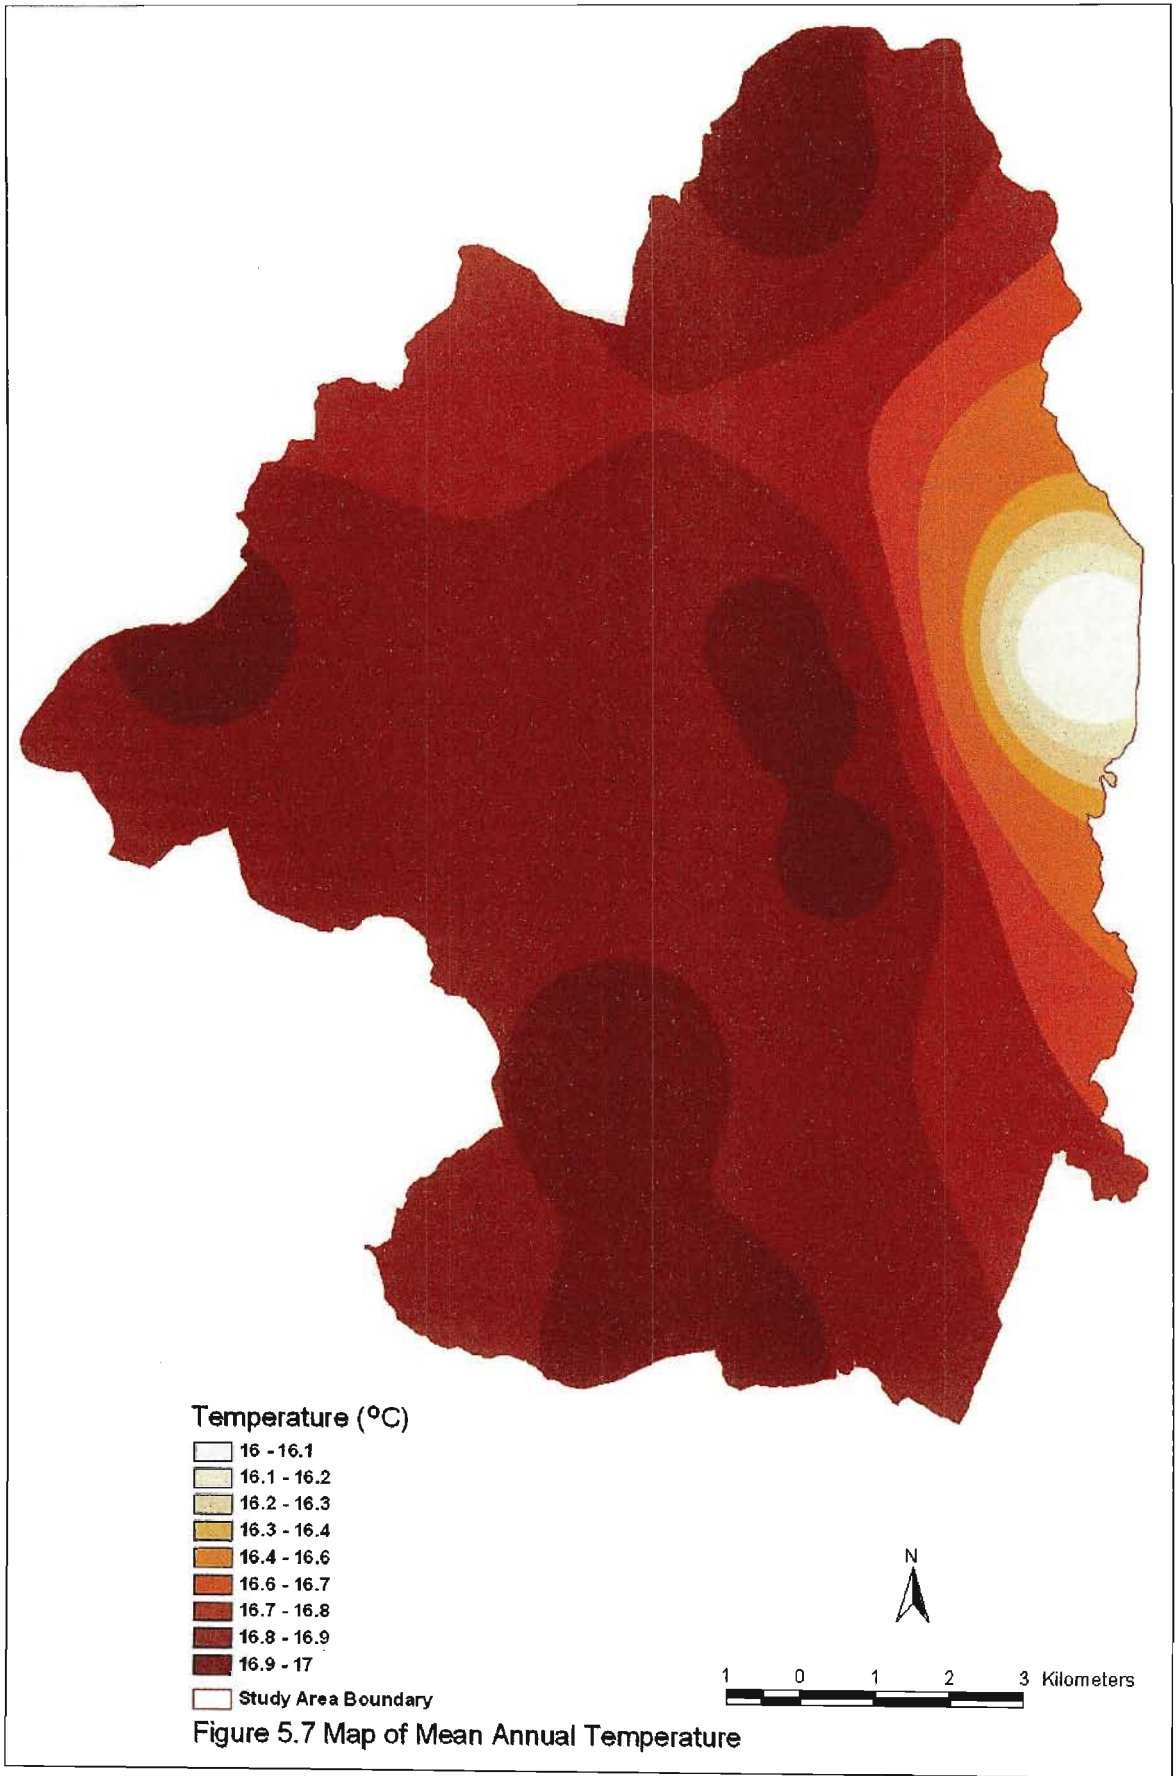 Temperature (°C)
16 - 16.1
16.1 - 16.2
16.2 - 16.3
16.3 - 16.4
16.4 - 16.6
16.6 - 16.7
16.7 - 16.8
16.8 - 16.9
16.9 - 17
Study Area Boundary
N
1 0 1 2 3 Kilometers
Figure 5.7 Map of Mean Annual Temperature